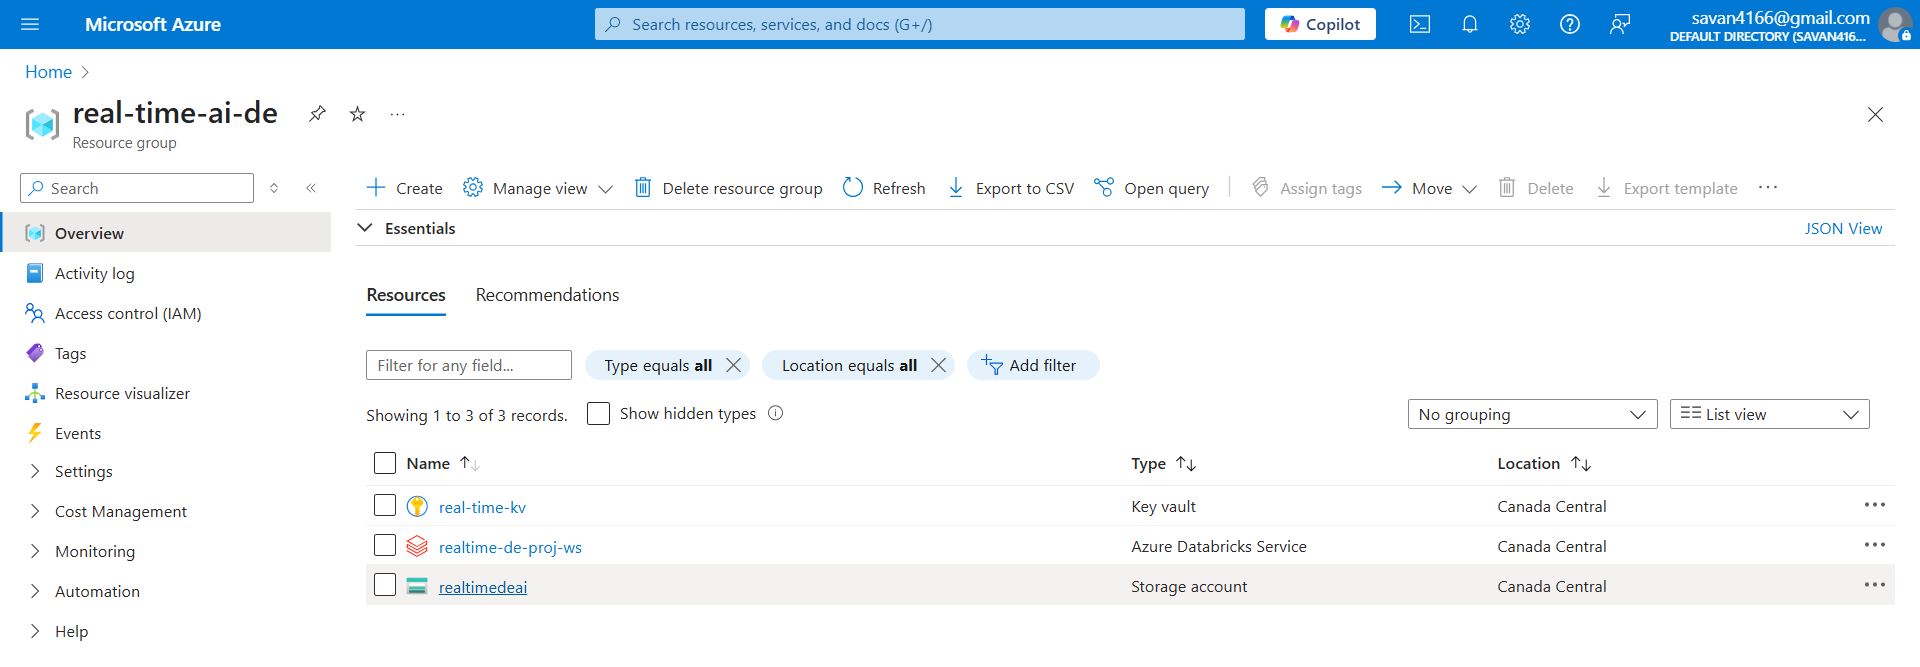 Microsoft Azure
Search resources, services, and docs (G+/)
Copilot
savan4166@gmail.com
DEFAULT DIRECTORY (SAVAN416...
Home
real-time-ai-de
...
Resource group
Search
Create
Manage view
Delete resource group
Refresh
Export to CSV
Open query
Assign tags
Move
Delete
Export template
Overview
Activity log
Access control (IAM)
Tags
Resource visualizer
Events
Settings
Cost Management
Monitoring
Automation
Help
Essentials
JSON View
Resources
Recommendations
Filter for any field...
Type equals all
Location equals all
Add filter
Showing 1 to 3 of 3 records.
Show hidden types
No grouping
List view
Name
Type
Location
real-time-kv Key vault Canada Central
realtime-de-proj-ws Azure Databricks Service Canada Central
realtimedeai Storage account Canada Central